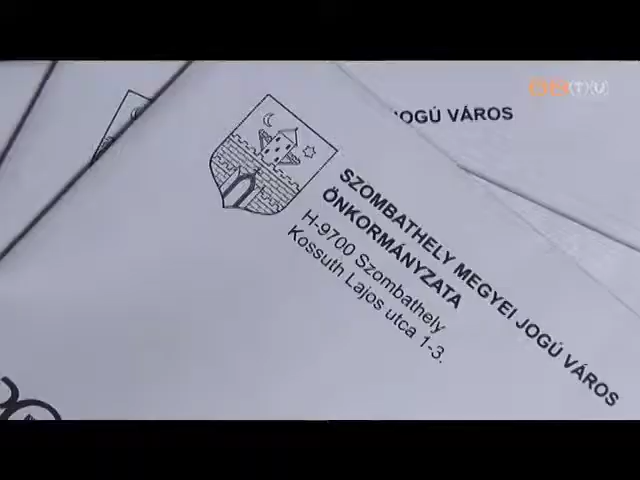 JOGÚ VÁROS
SZOMBATHELY MEGYEI JOGÚ VÁROS
ÖNKORMÁNYZATA
H-9700 Szombathely
Kossuth Lajos utca 1-3.